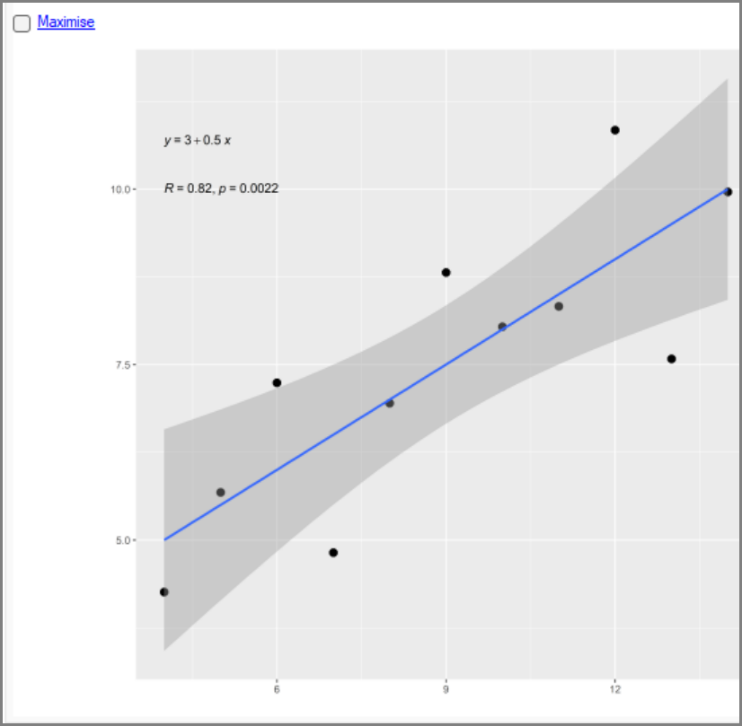 Maximise
y = 3 + 0.5 x
R = 0.82, p = 0.0022
10.0
7.5
5.0
6 9 12